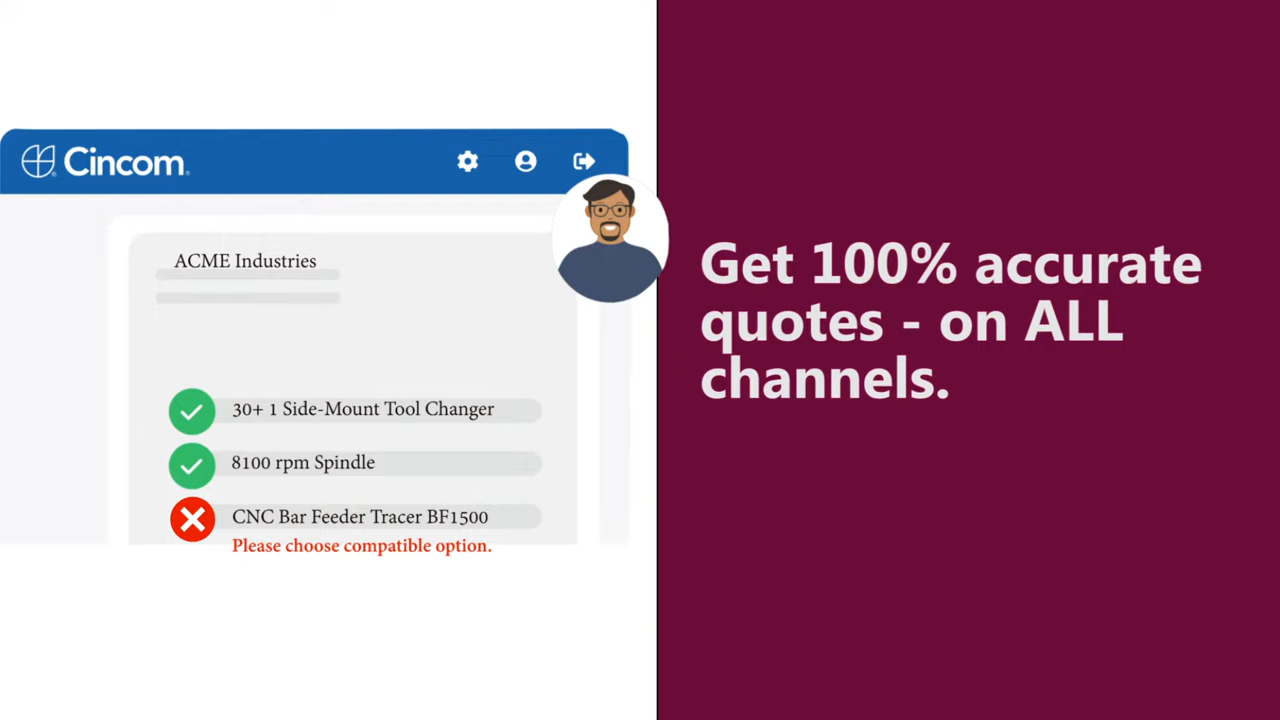 Cincom
ACME Industries
30+ 1 Side-Mount Tool Changer
8100 rpm Spindle
CNC Bar Feeder Tracer BF1500
Please choose compatible option.
Get 100% accurate
quotes - on ALL
channels.